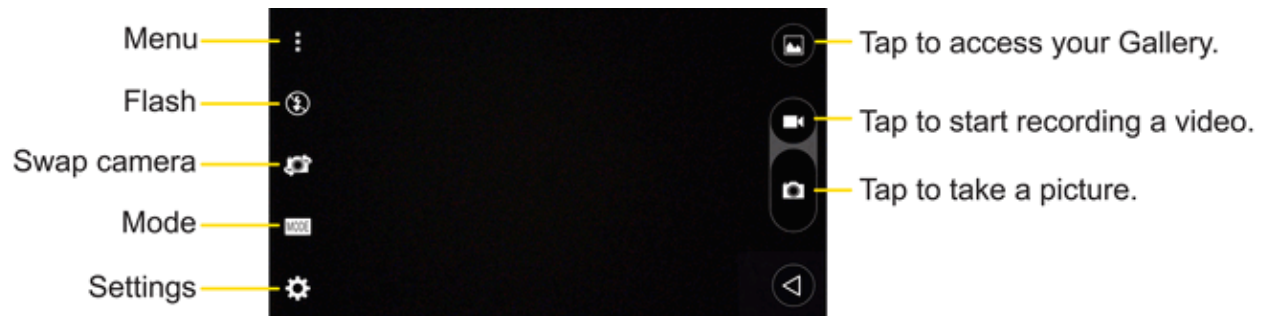 Menu
Flash
Swap camera
Mode
Settings
MODE
Tap to access your Gallery.
Tap to start recording a video.
Tap to take a picture.